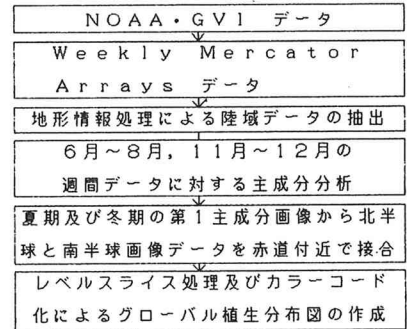 NOAA・GVI データ
Weekly Mercator
Arrays データ
地形情報処理による陸域データの抽出
6月～8月，11月～12月の
週間データに対する主成分分析
夏期及び冬期の第1主成分画像から北半
球と南半球画像データを赤道付近で接合
レベルスライス処理及びカラーコード
化によるグローバル植生分布図の作成